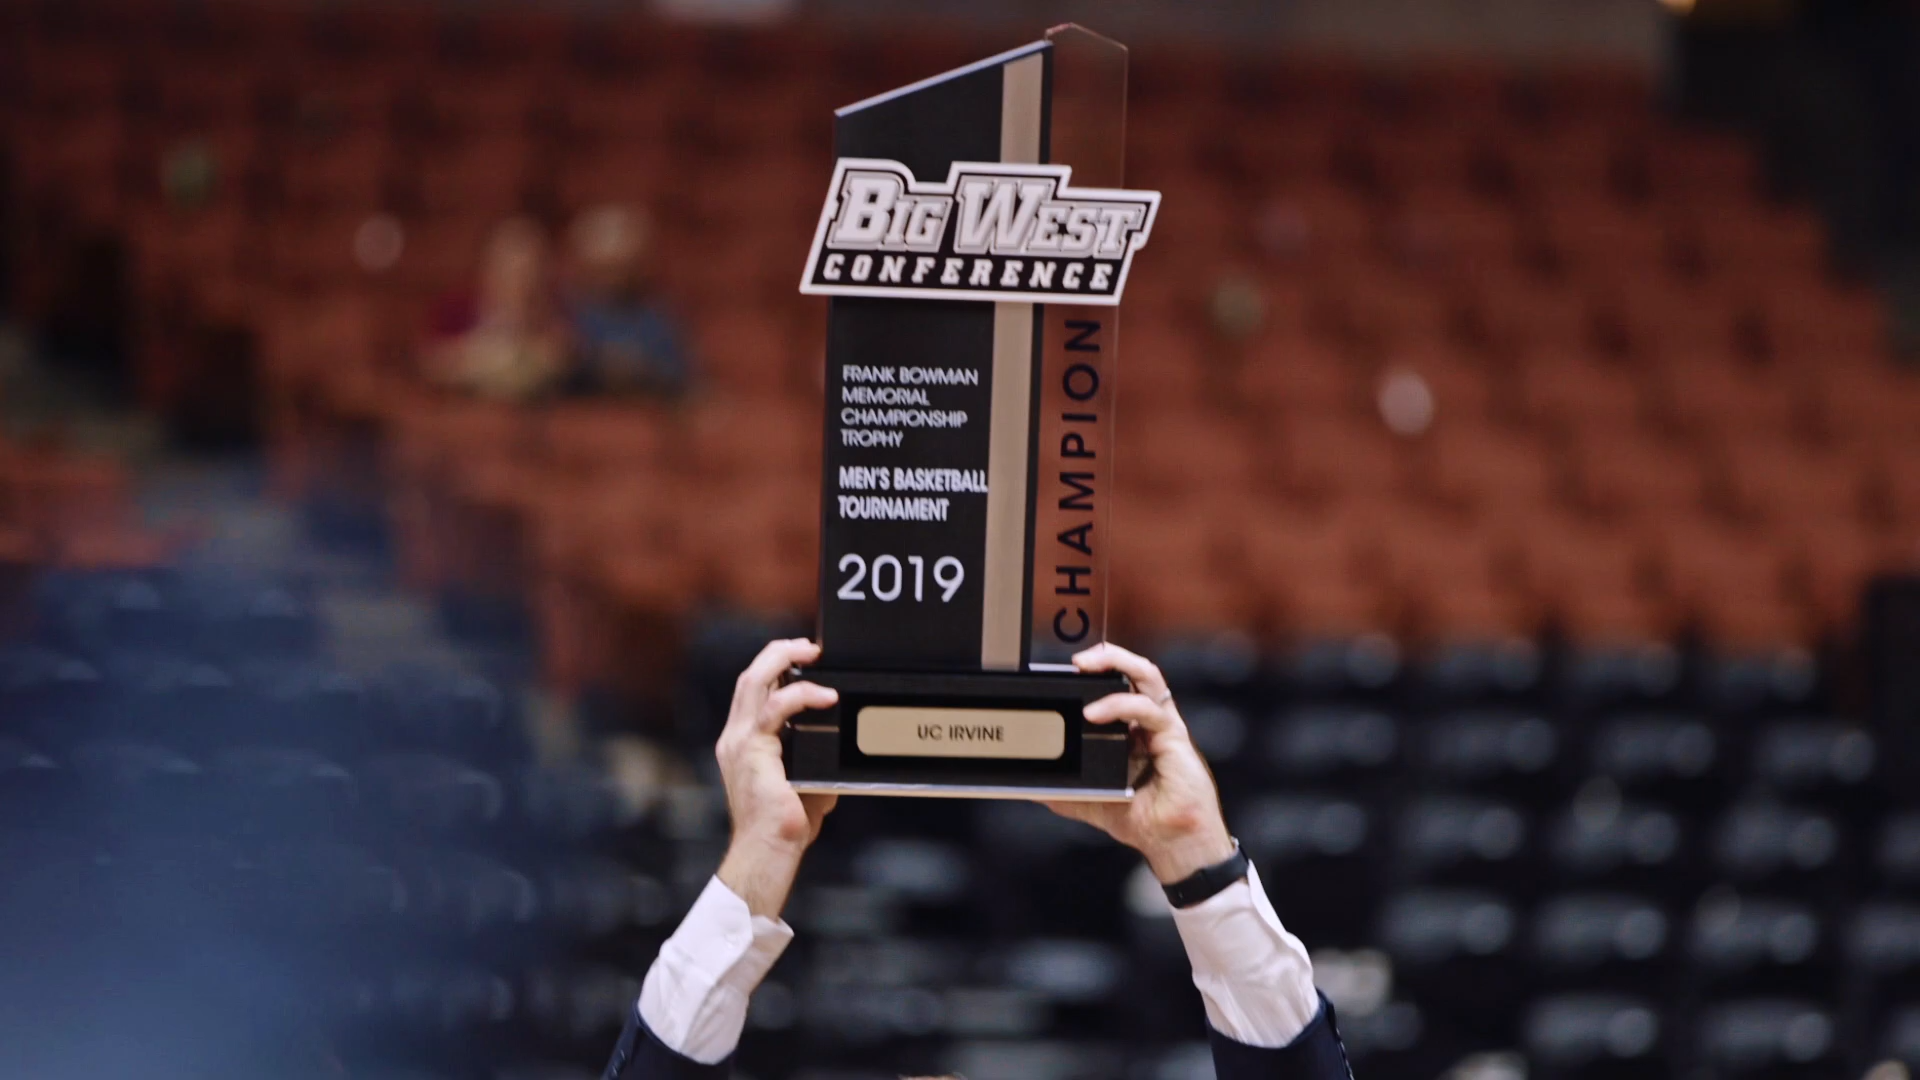 BIG WEST
CONFERENCE
FRANK BOWMAN
MEMORIAL
CHAMPIONSHIP
TROPHY
MEN'S BASKETBALL
TOURNAMENT
2019
CHAMPION
UC IRVINE